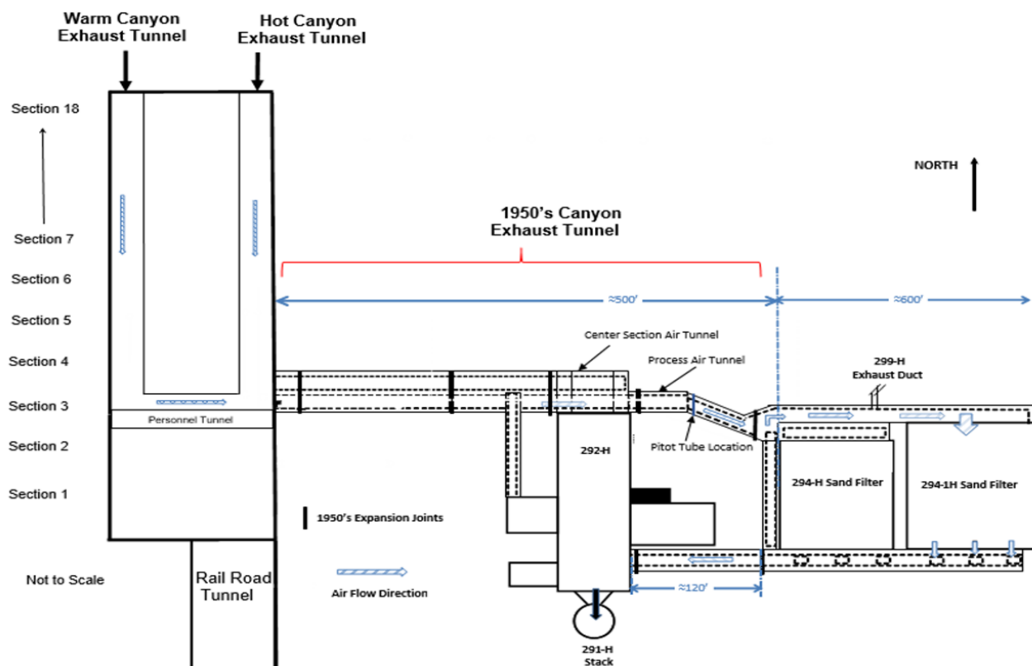 Warm Canyon
Exhaust Tunnel
Hot Canyon
Exhaust Tunnel
Section 18
NORTH
1950's Canyon
Exhaust Tunnel
Section 7
Section 6
≈500'
≈600'
Section 5
Center Section Air Tunnel
Section 4
Process Air Tunnel
299-H
Exhaust Duct
Section 3
Personnel Tunnel
Section 2
292-H
Pitot Tube Location
294-H Sand Filter
294-1H Sand Filter
Section 1
1950's Expansion Joints
Not to Scale
Rail Road
Tunnel
Air Flow Direction
≈120'
291-H
Stack